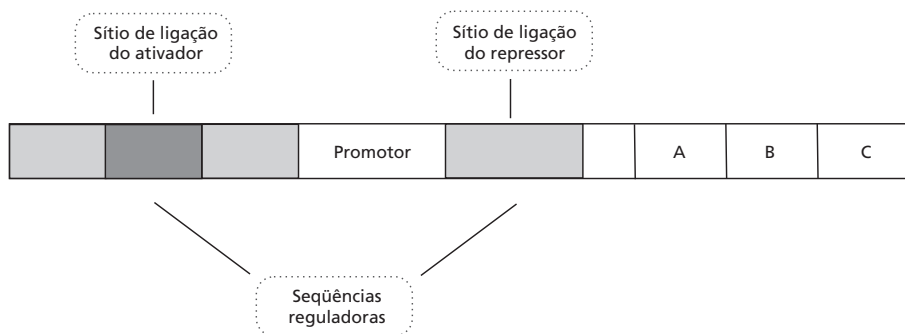 Sítio de ligação
do ativador
Sítio de ligação
do repressor
Promotor
A
B
C
Seqüências
reguladoras